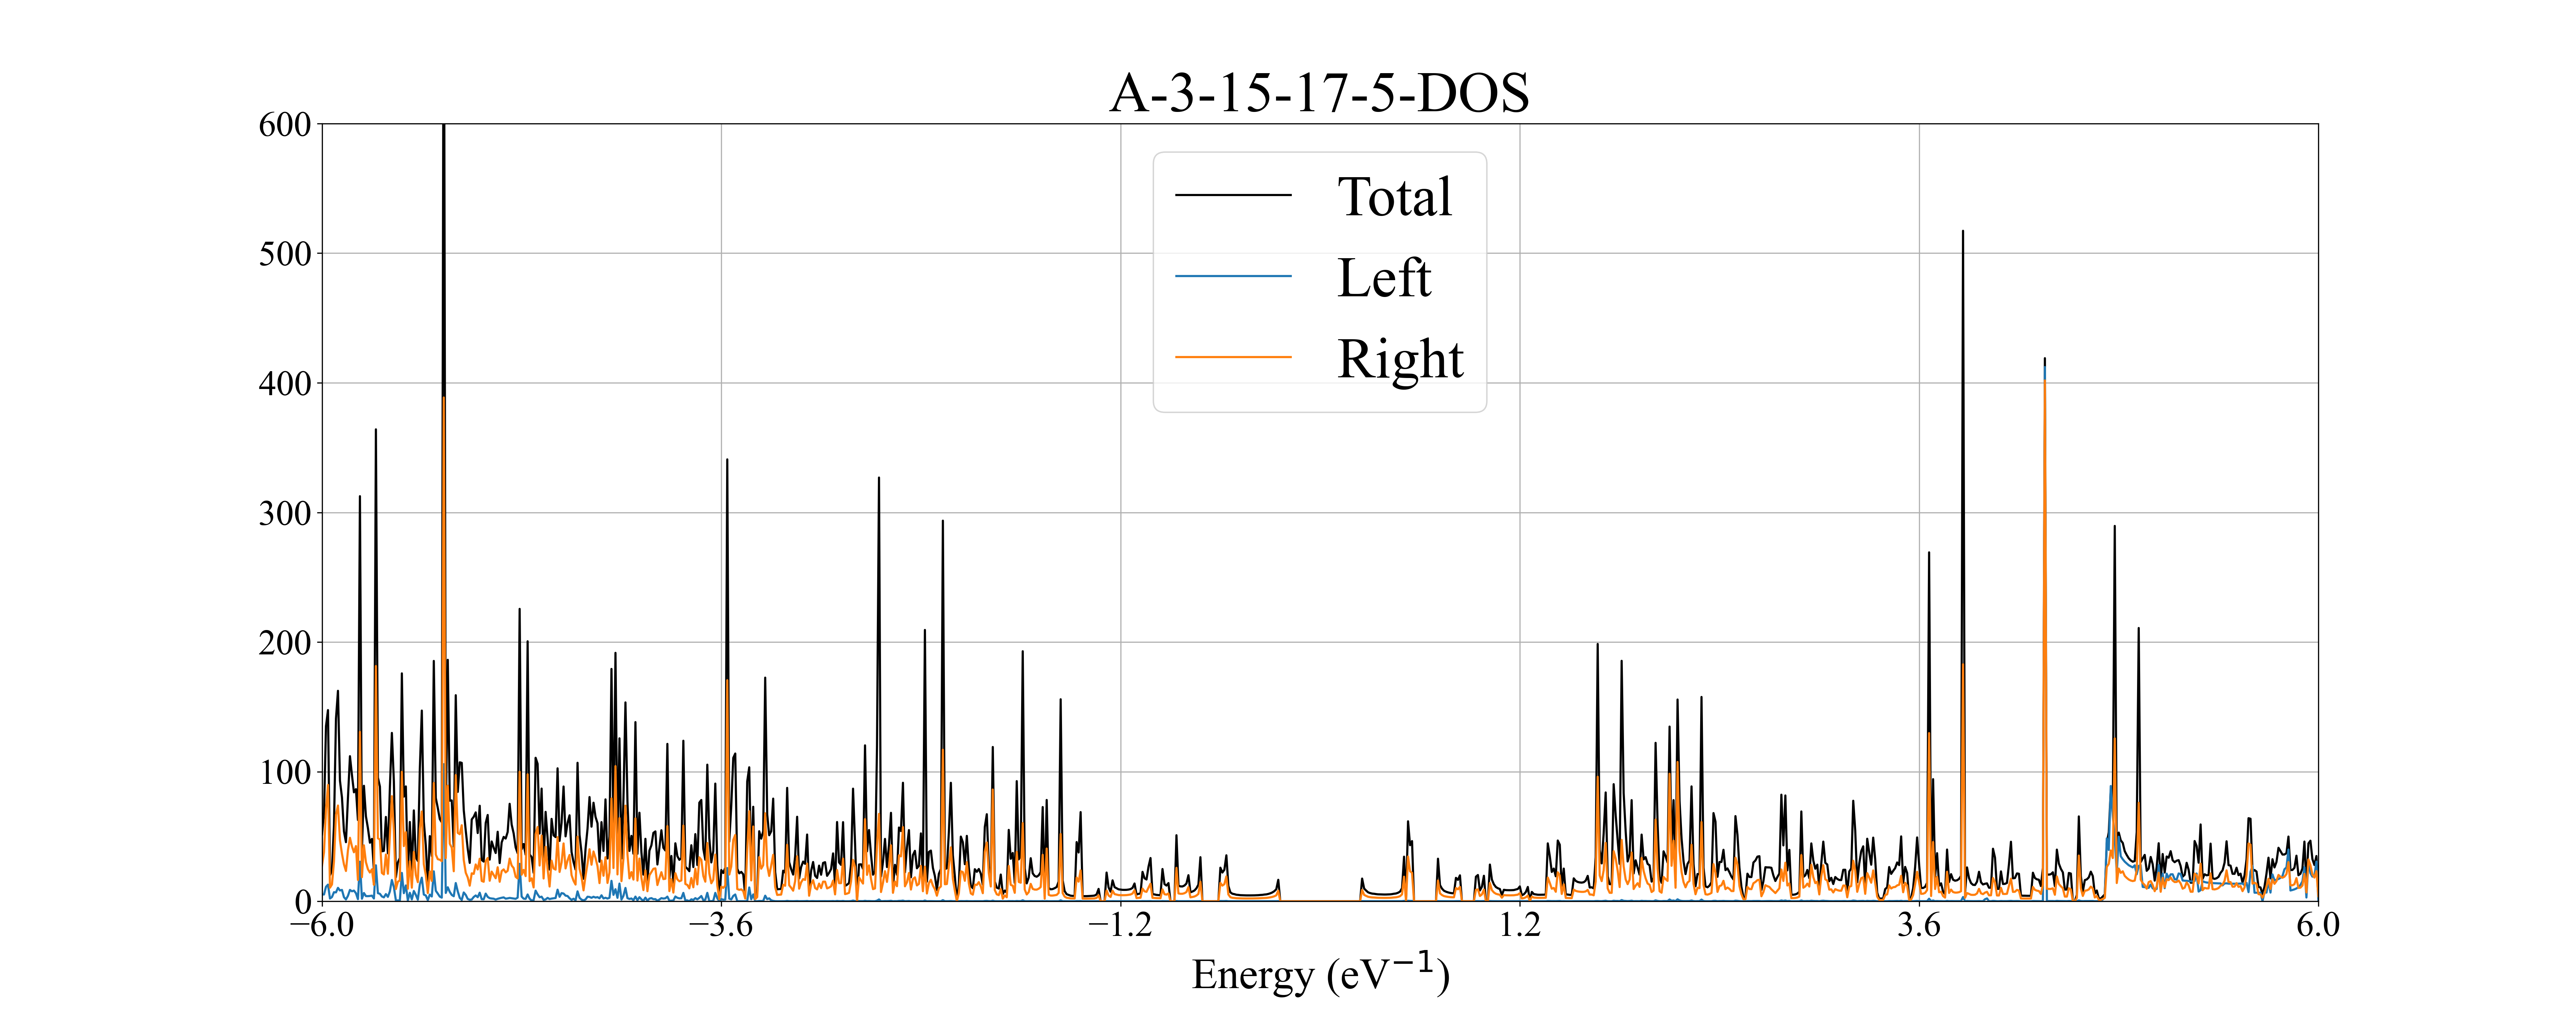 A-3-15-17-5-DOS
600
500
400
300
200
100
0
Total
Left
Right
−6.0 −3.6 −1.2 1.2 3.6 6.0
Energy (eV⁻¹)